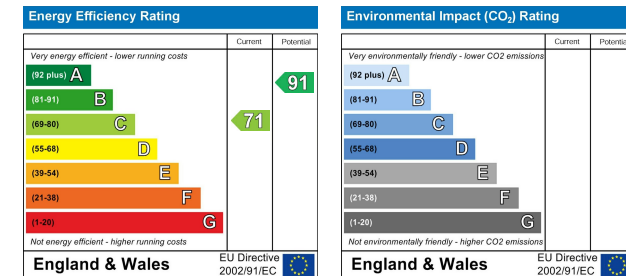 Energy Efficiency Rating
Current Potential
Very energy efficient - lower running costs
(92 plus) A
91
(81-91) B
(69-80) C
71
(55-68) D
(39-54) E
(21-38) F
(1-20) G
Not energy efficient - higher running costs
England & Wales
EU Directive
2002/91/EC
Environmental Impact (CO₂) Rating
Current Potential
Very environmentally friendly - lower CO2 emissions
(92 plus) A
(81-91) B
(69-80) C
(55-68) D
(39-54) E
(21-38) F
(1-20) G
Not environmentally friendly - higher CO2 emissions
England & Wales
EU Directive
2002/91/EC